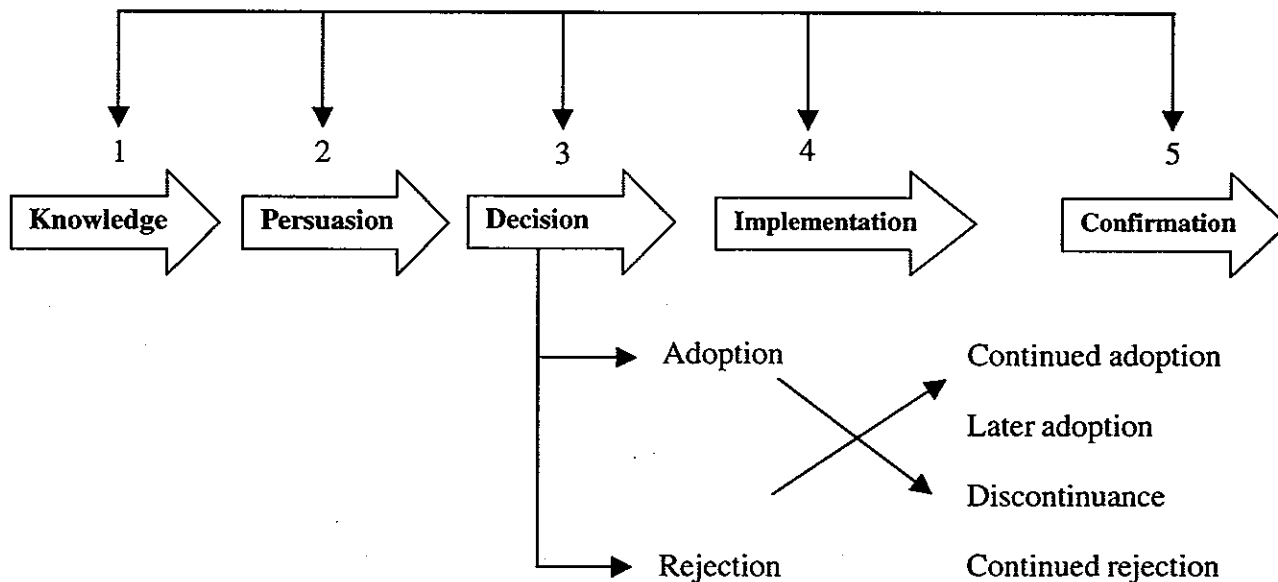 1 2 3 4 5
Knowledge Persuasion Decision Implementation Confirmation
Adoption Continued adoption
Later adoption
Discontinuance
Rejection Continued rejection